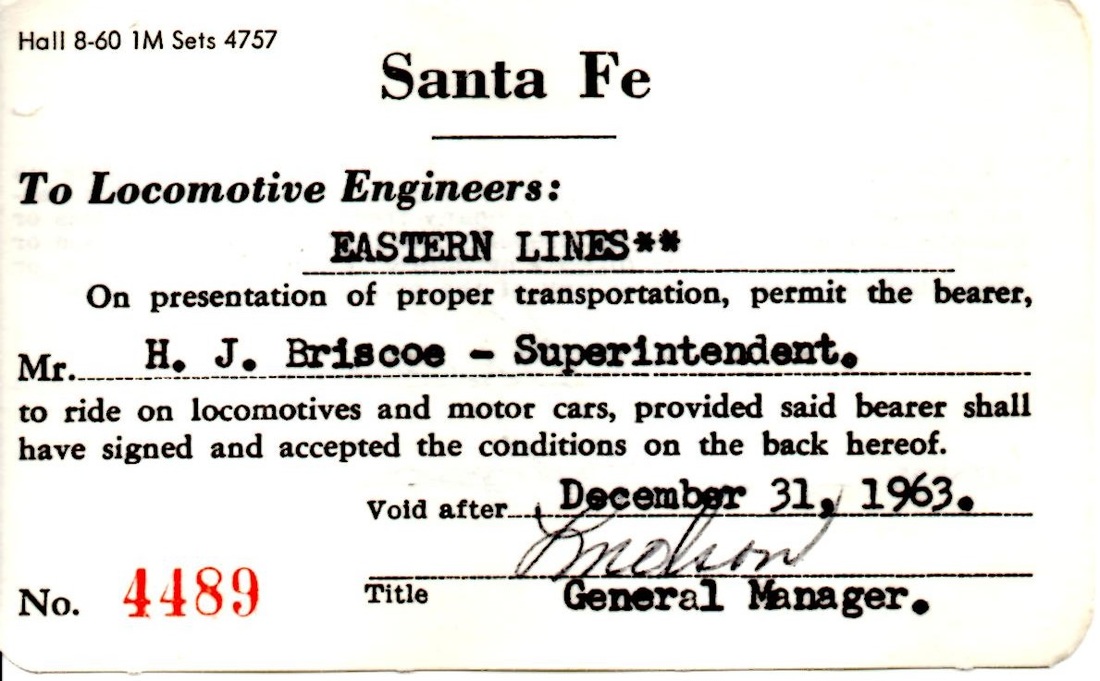 Hall 8-60 1M Sets 4757
Santa Fe
To Locomotive Engineers:
EASTERN LINES**
On presentation of proper transportation, permit the bearer,
Mr. H. J. Briscoe - Superintendent.
to ride on locomotives and motor cars, provided said bearer shall
have signed and accepted the conditions on the back hereof.
Void after December 31, 1963.
No. 4489
Title General Manager.